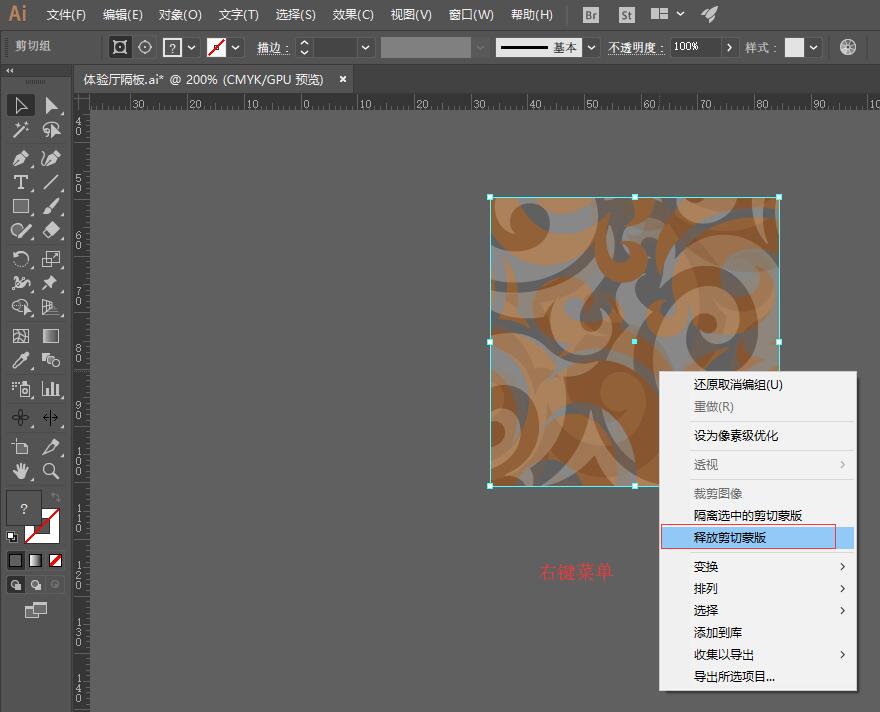 Ai 文件(F) 编辑(E) 对象(O) 文字(T) 选择(S) 效果(C) 视图(V) 窗口(W) 帮助(H) Br St
剪切组 ? 描边： 基本 不透明度： 100% 样式：
体验厅隔板.ai* @ 200% (CMYK/GPU 预览) ×
30 20 10 0 10 20 30 40 50 60 70 80 90 10
40
50
60
70
80
90
100
110
120
130
140
?
还原取消编组(U)
重做(R)
设为像素级优化
透视
裁剪图像
隔离选中的剪切蒙版
释放剪切蒙版
变换
排列
选择
添加到库
收集以导出
导出所选项目...
右键菜单